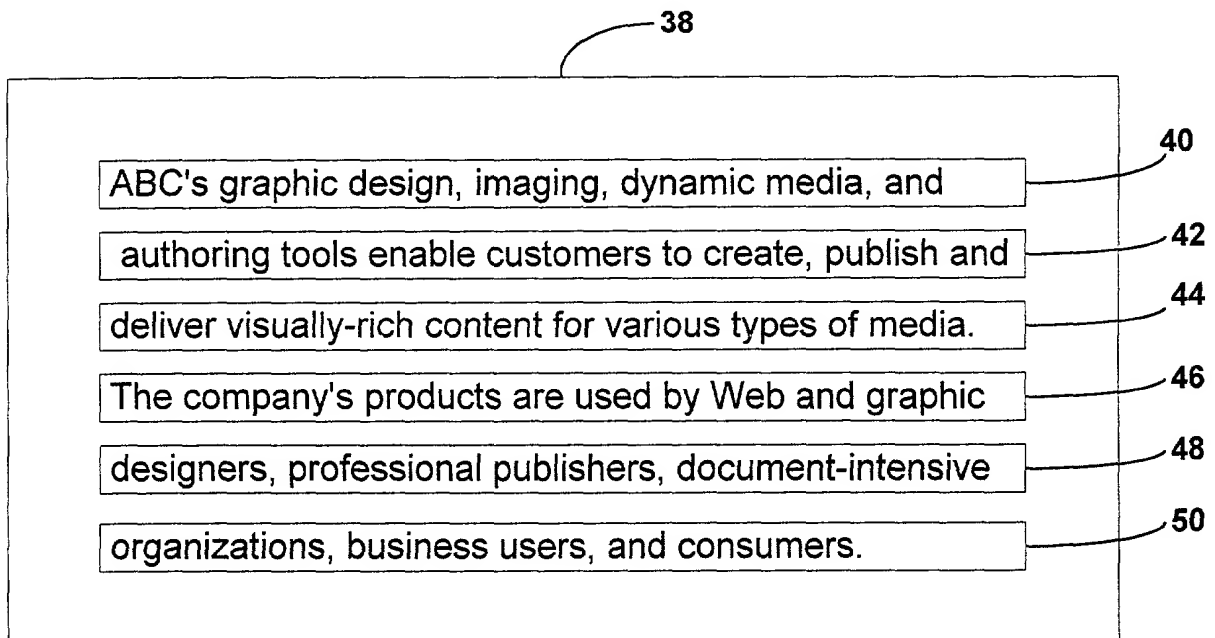 38
ABC's graphic design, imaging, dynamic media, and 40
authoring tools enable customers to create, publish and 42
deliver visually-rich content for various types of media. 44
The company's products are used by Web and graphic 46
designers, professional publishers, document-intensive 48
organizations, business users, and consumers. 50